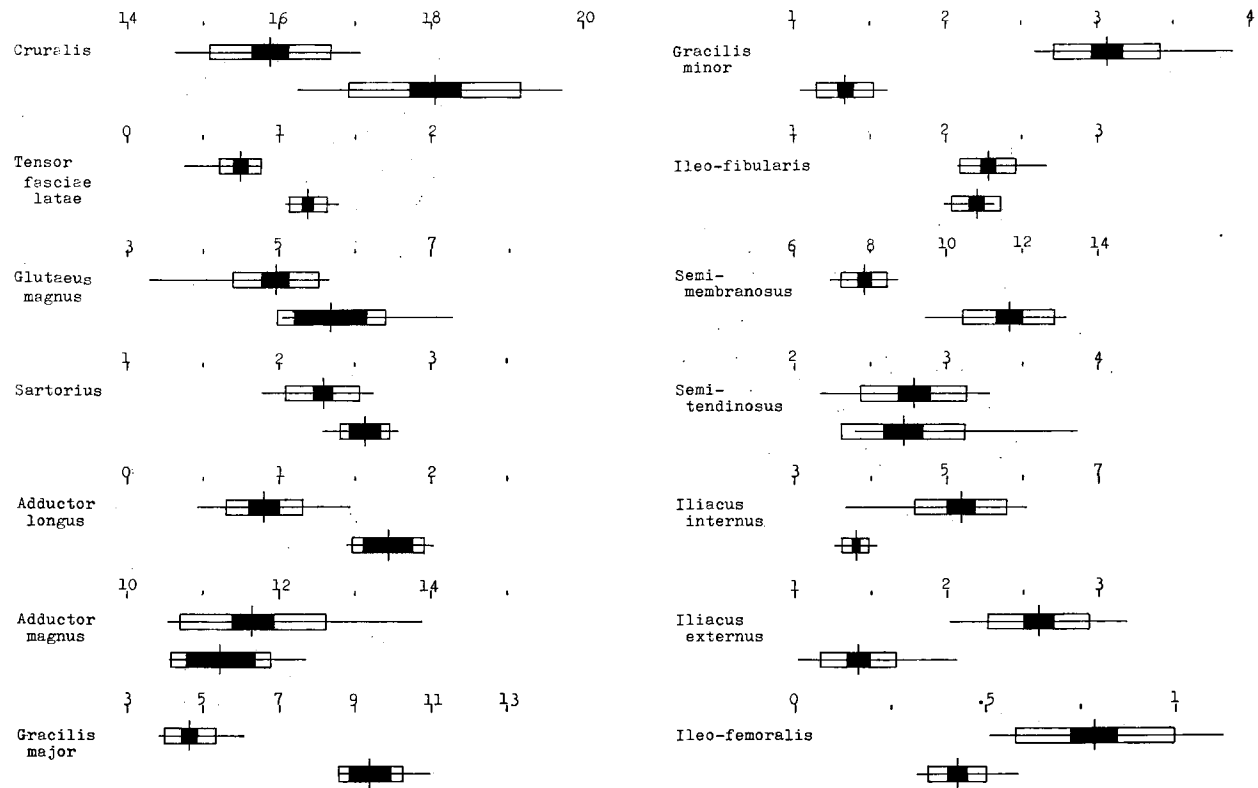 14 16 18 20
Cruralis
0 1 2
Tensor
fasciae
latae
3 5 7
Glutaeus
magnus
1 2 3
Sartorius
0 1 2
Adductor
longus
10 12 14
Adductor
magnus
3 5 7 9 11 13
Gracilis
major
1 2 3 4
Gracilis
minor
1 2 3
Ileo-fibularis
6 8 10 12 14
Semi-
membranosus
2 3 4
Semi-
tendinosus
3 5 7
Iliacus
internus
1 2 3
Iliacus
externus
0 .5 1
Ileo-femoralis